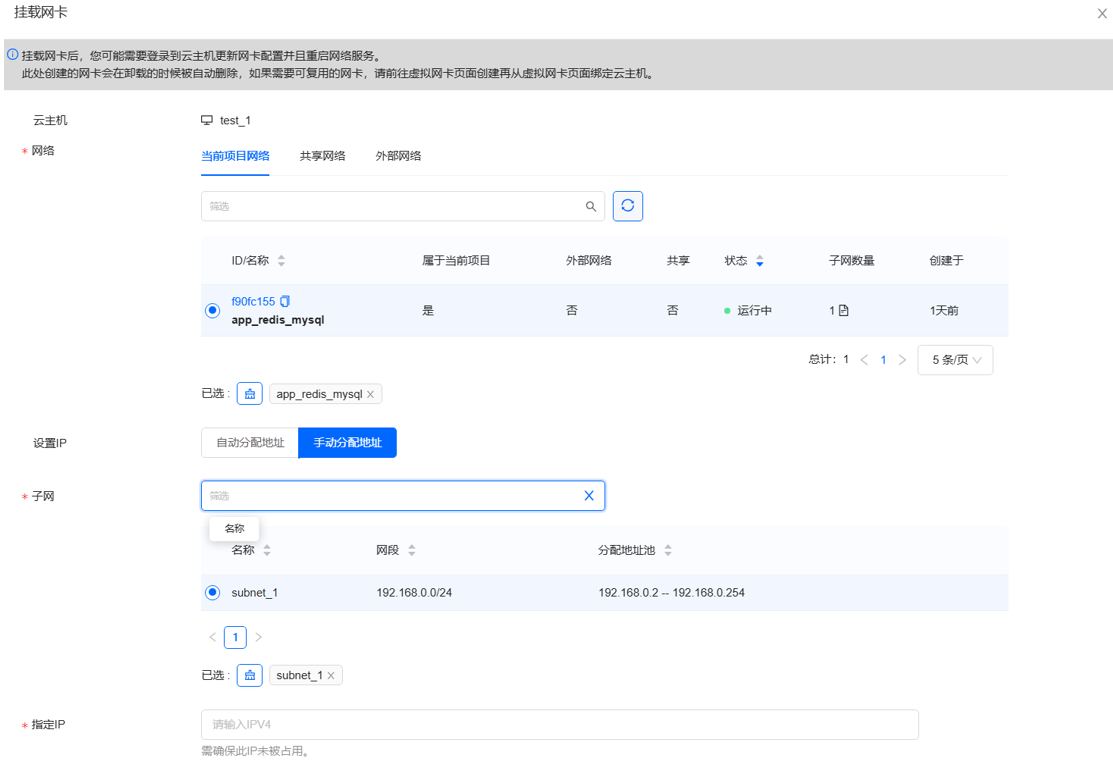 挂载网卡
挂载网卡后，您可能需要登录到云主机更新网卡配置并且重启网络服务。
此处创建的网卡会在卸载的时候被自动删除，如果需要可复用的网卡，请前往虚拟网卡页面创建再从虚拟网卡页面绑定云主机。
云主机 test_1
* 网络 当前项目网络 共享网络 外部网络
筛选
ID/名称 属于当前项目 外部网络 共享 状态 子网数量 创建于
f90fc155
app_redis_mysql 是 否 否 运行中 1 1天前
总计：1 < 1 > 5 条/页
已选 : app_redis_mysql
设置IP 自动分配地址 手动分配地址
* 子网 筛选
名称
名称 网段 分配地址池
subnet_1 192.168.0.0/24 192.168.0.2 -- 192.168.0.254
< 1 >
已选 : subnet_1
* 指定IP 请输入IPV4
需确保此IP未被占用。